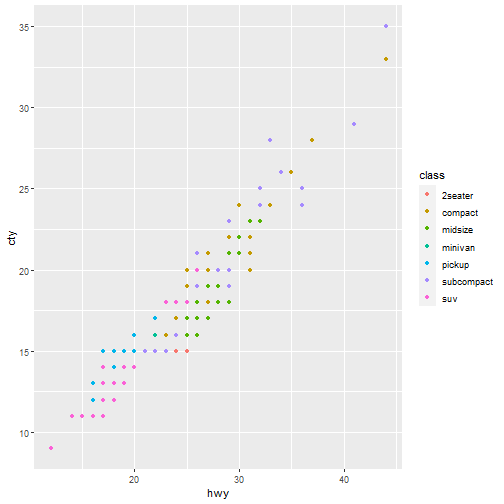 35
30
25
20
15
10
cty
20
30
40
hwy
class
2seater
compact
midsize
minivan
pickup
subcompact
suv